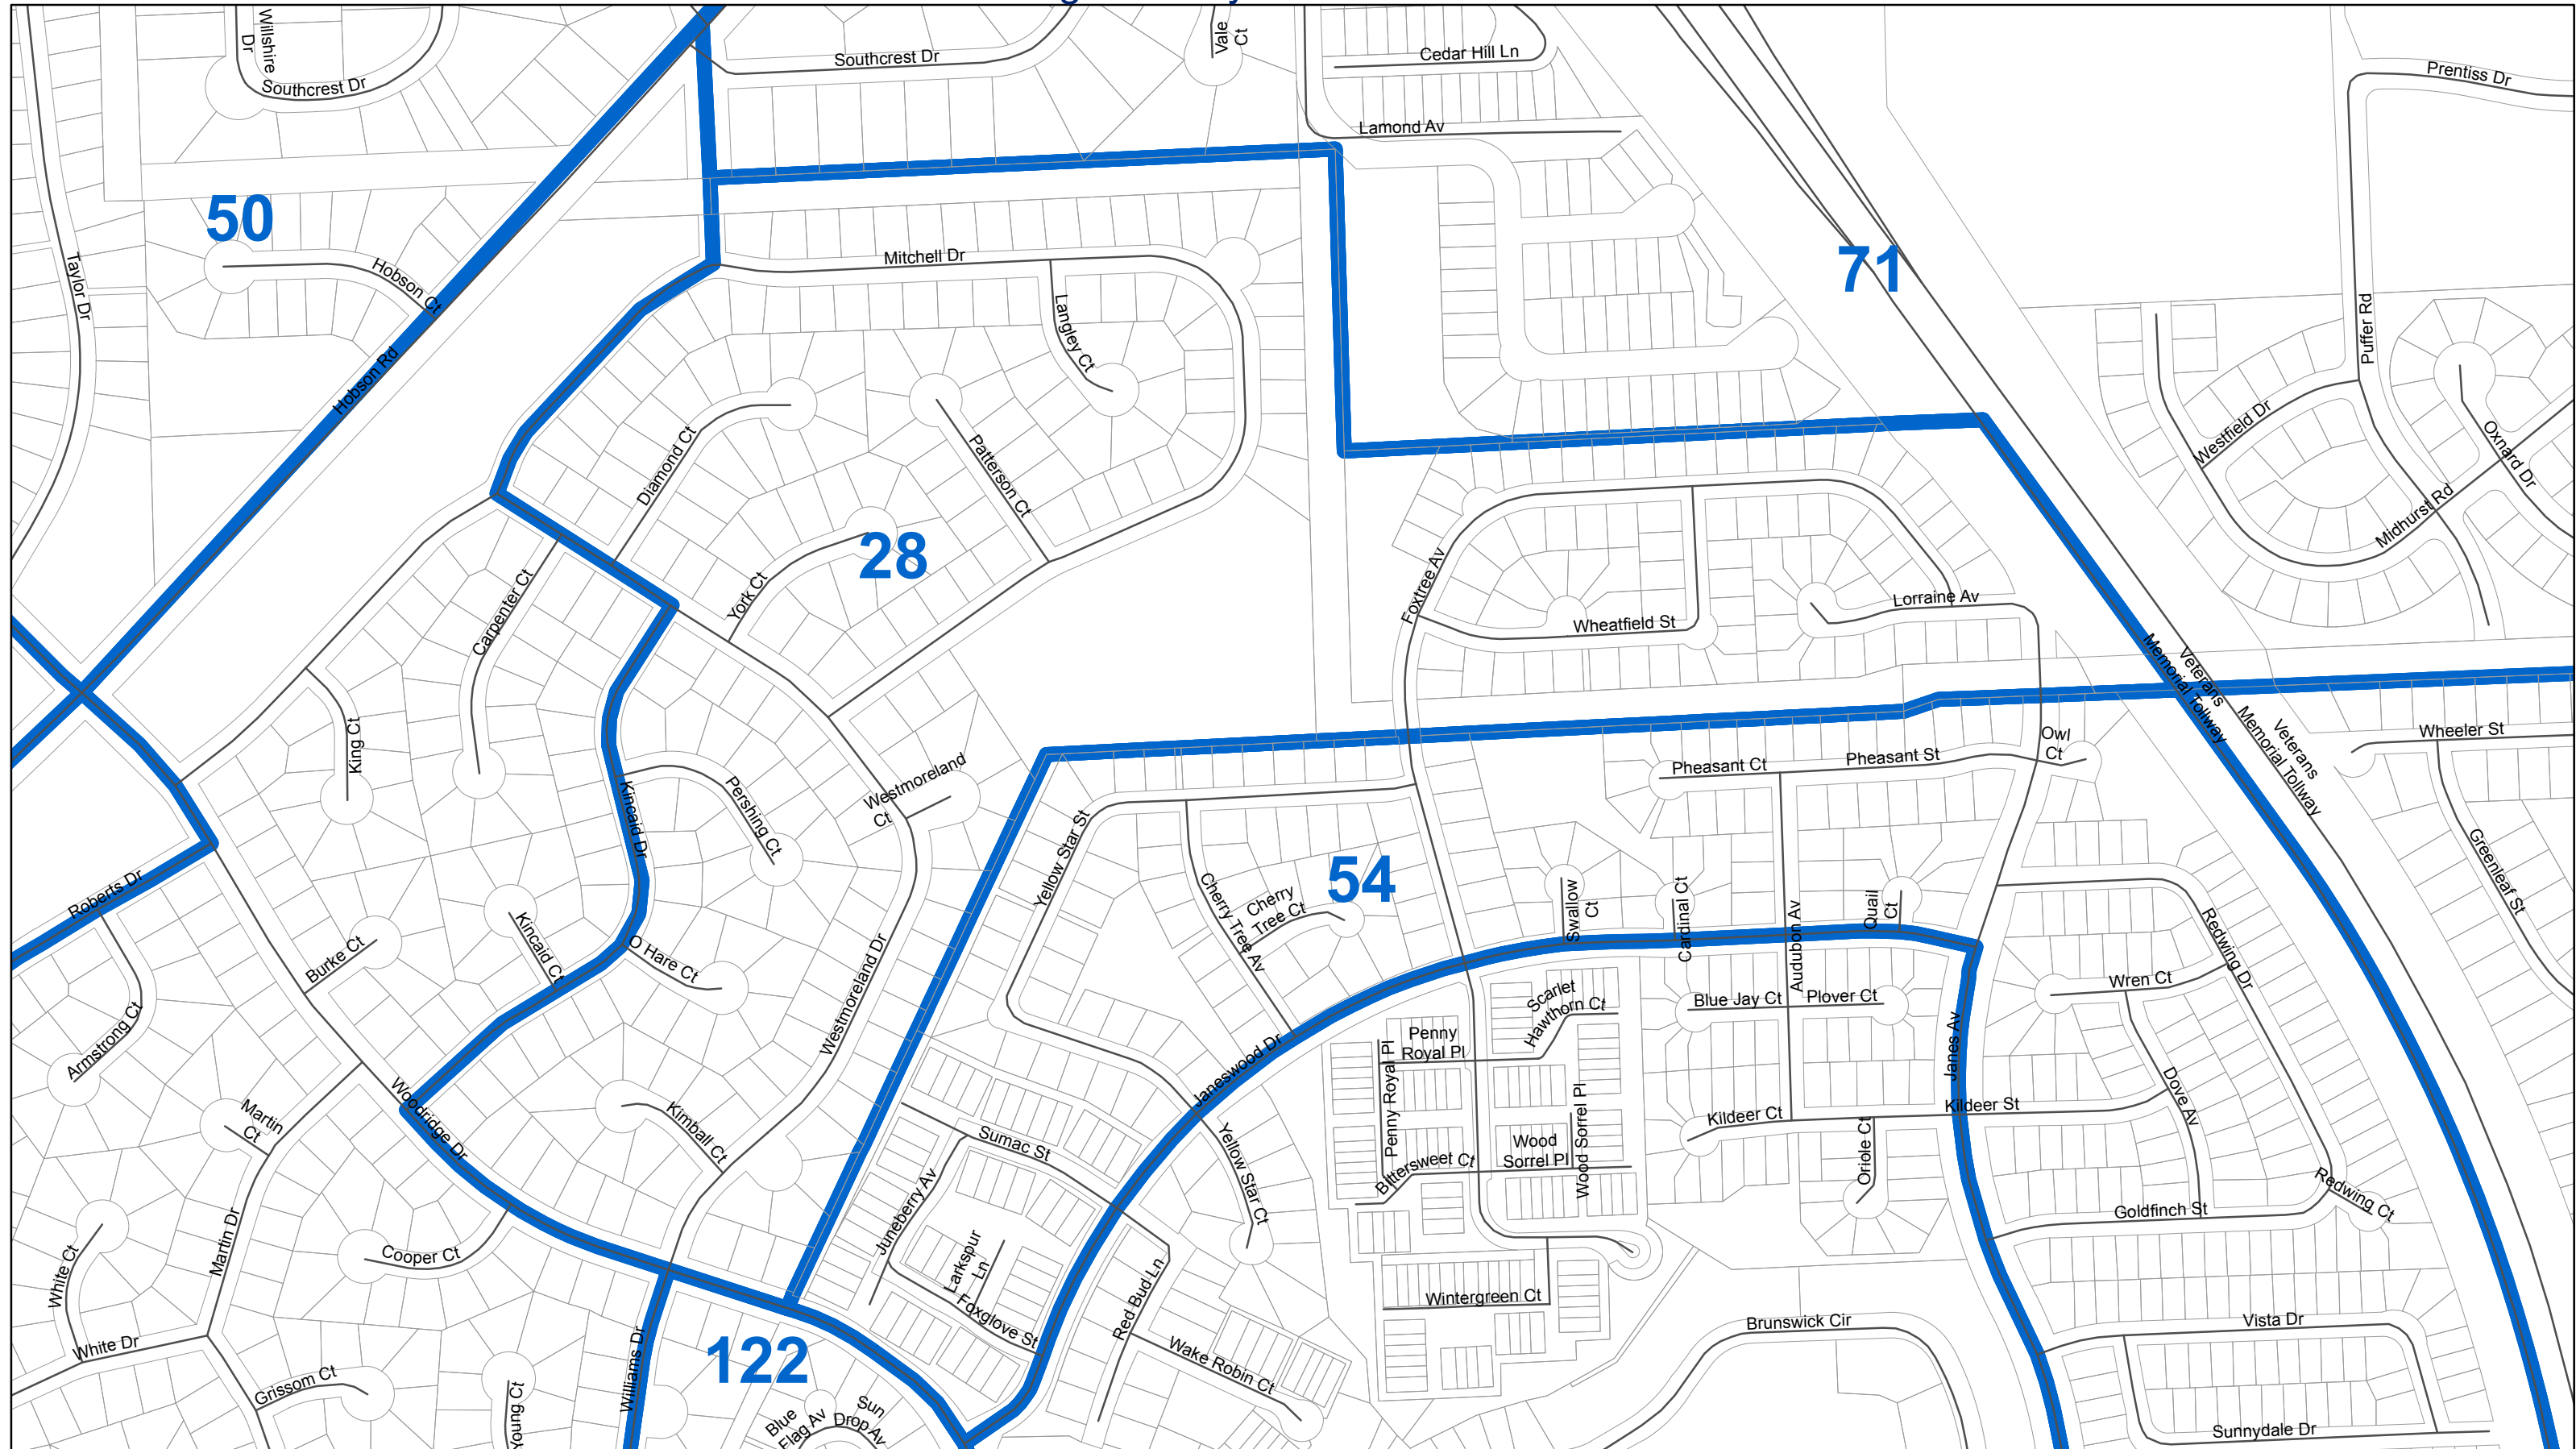 Willshire
Dr
Southcrest Dr
Southcrest Dr
Vale
Ct
Cedar Hill Ln
Lamond Av
Prentiss Dr
50
Hobson Ct
Taylor Dr
Hobson Rd
Mitchell Dr
Langley Ct
71
Puffer Rd
Westfield Dr
Oxnard Dr
Midhurst Rd
Diamond Ct
Patterson Ct
28
York Ct
Carpenter Ct
Foxtree Av
Wheatfield St
Lorraine Av
Veterans
Memorial Tollway
Veterans
Memorial Tollway
King Ct
Kincaid Dr
Pershing Ct
Westmoreland
Ct
Owl
Ct
Pheasant Ct
Pheasant St
Wheeler St
Greenleaf St
Roberts Dr
Yellow Star St
Cherry Tree Av
Cherry
Tree Ct
54
Swallow
Ct
Cardinal Ct
Audubon Av
Quail
Ct
Redwing Dr
Burke Ct
Kincaid Ct
O Hare Ct
Westmoreland Dr
Armstrong Ct
Janeswood Dr
Scarlet
Hawthorn Ct
Penny
Royal Pl
Penny Royal Pl
Blue Jay Ct
Plover Ct
Wren Ct
Janes Av
Dove Av
Kildeer Ct
Kildeer St
Woodridge Dr
Martin
Ct
Kimball Ct
Sumac St
Yellow Star Ct
Bittersweet Ct
Wood
Sorrel Pl
Wood Sorrel Pl
Oriole Ct
Redwing Ct
Goldfinch St
Martin Dr
Cooper Ct
White Ct
White Dr
Juneberry Av
Larkspur
Ln
Foxglove St
Red Bud Ln
Wake Robin Ct
Wintergreen Ct
Brunswick Cir
Vista Dr
Sunnydale Dr
Williams Dr
122
Grissom Ct
Young Ct
Blue
Flag Av
Sun
Drop Av